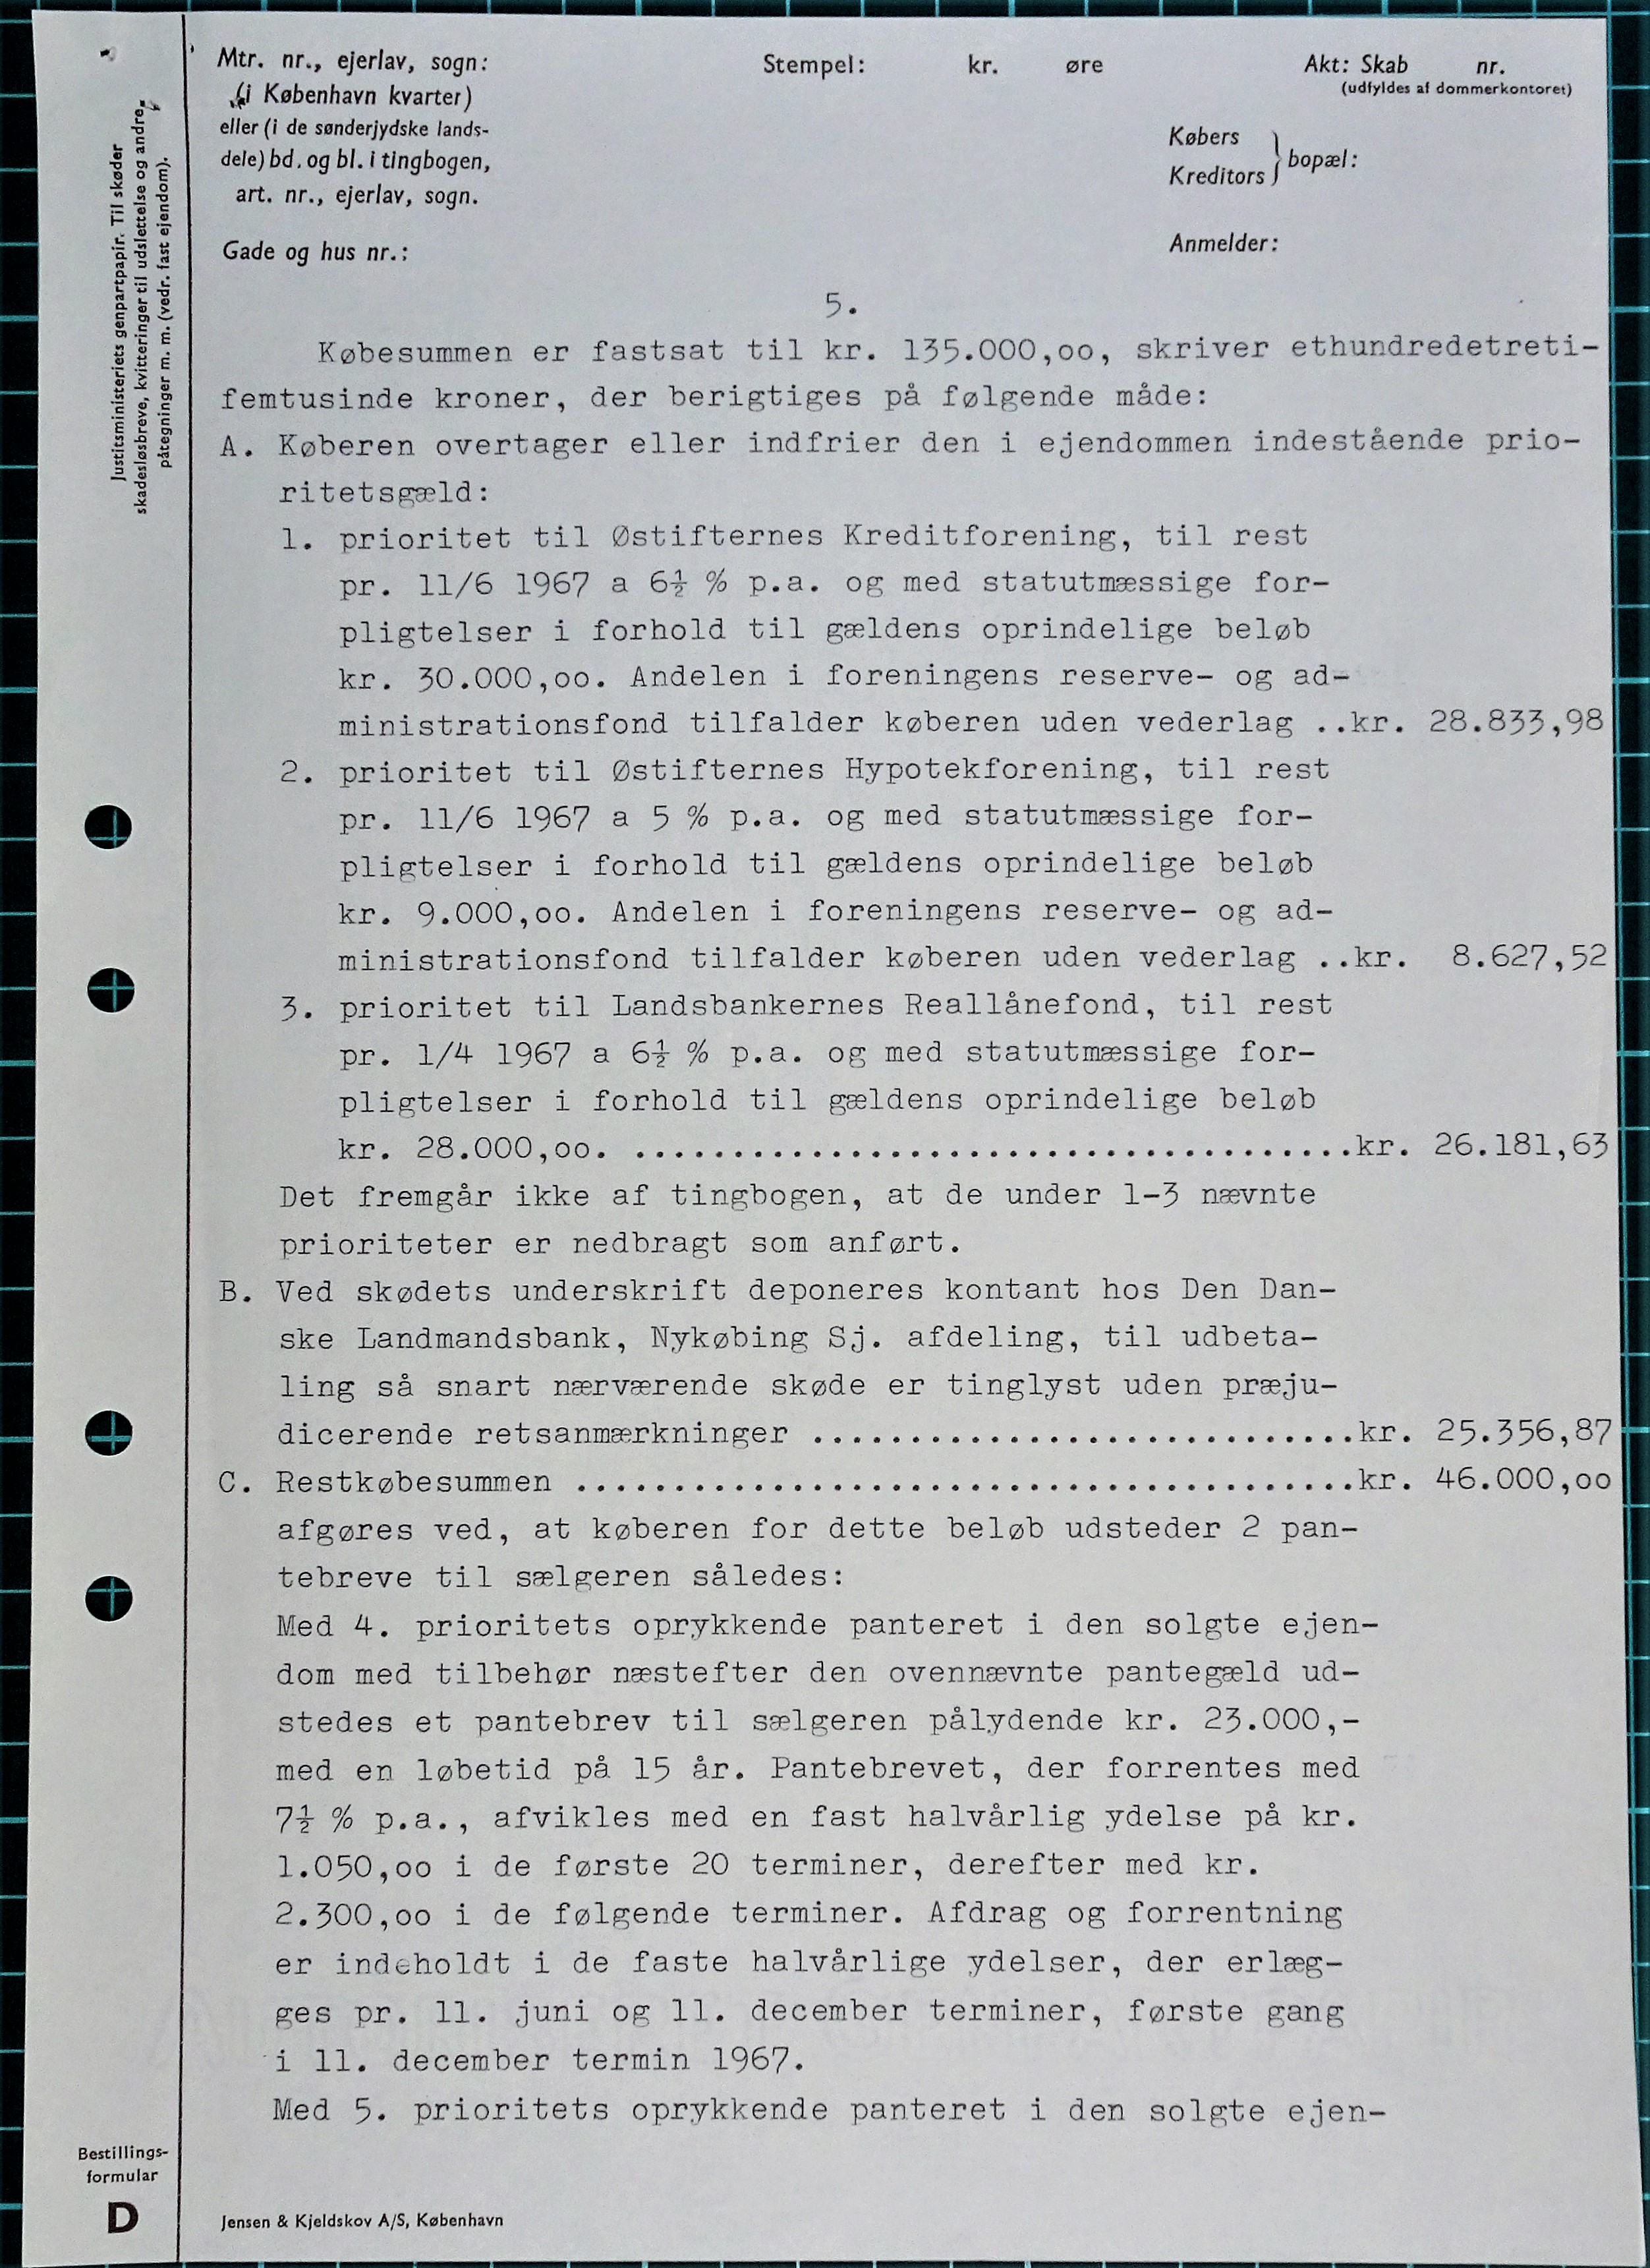 Mtr. nr., ejerlav, sogn:
(i København kvarter)
eller (i de sønderjydske lands-
dele) bd. og bl. i tingbogen,
art. nr., ejerlav, sogn.
Gade og hus nr.:
Stempel: kr. øre
Akt: Skab nr.
(udfyldes af dommerkontoret)
Købers
Kreditors } bopæl:
Anmelder:
Justitsministeriets genpartpapir. Til skøder
skadesløsbreve, kvitteringer til udslettelse og andre
påtegninger m. m. (vedr. fast ejendom).
5.
Købesummen er fastsat til kr. 135.000,oo, skriver ethundredetreti-
femtusinde kroner, der berigtiges på følgende måde:
A. Køberen overtager eller indfrier den i ejendommen indestående prio-
ritetsgæld:
1. prioritet til Østifternes Kreditforening, til rest
pr. 11/6 1967 a 6½ % p.a. og med statutmæssige for-
pligtelser i forhold til gældens oprindelige beløb
kr. 30.000,oo. Andelen i foreningens reserve- og ad-
ministrationsfond tilfalder køberen uden vederlag ..kr. 28.833,98
2. prioritet til Østifternes Hypotekforening, til rest
pr. 11/6 1967 a 5 % p.a. og med statutmæssige for-
pligtelser i forhold til gældens oprindelige beløb
kr. 9.000,oo. Andelen i foreningens reserve- og ad-
ministrationsfond tilfalder køberen uden vederlag ..kr. 8.627,52
3. prioritet til Landsbankernes Reallånefond, til rest
pr. 1/4 1967 a 6½ % p.a. og med statutmæssige for-
pligtelser i forhold til gældens oprindelige beløb
kr. 28.000,oo. .....................................kr. 26.181,63
Det fremgår ikke af tingbogen, at de under 1-3 nævnte
prioriteter er nedbragt som anført.
B. Ved skødets underskrift deponeres kontant hos Den Dan-
ske Landmandsbank, Nykøbing Sj. afdeling, til udbeta-
ling så snart nærværende skøde er tinglyst uden præju-
dicerende retsanmærkninger ............................kr. 25.356,87
C. Restkøbesummen ........................................kr. 46.000,oo
afgøres ved, at køberen for dette beløb udsteder 2 pan-
tebreve til sælgeren således:
Med 4. prioritets oprykkende panteret i den solgte ejen-
dom med tilbehør næstefter den ovennævnte pantegæld ud-
stedes et pantebrev til sælgeren pålydende kr. 23.000,-
med en løbetid på 15 år. Pantebrevet, der forrentes med
7½ % p.a., afvikles med en fast halvårlig ydelse på kr.
1.050,oo i de første 20 terminer, derefter med kr.
2.300,oo i de følgende terminer. Afdrag og forrentning
er indeholdt i de faste halvårlige ydelser, der erlæg-
ges pr. 11. juni og 11. december terminer, første gang
i 11. december termin 1967.
Med 5. prioritets oprykkende panteret i den solgte ejen-
Bestillings-
formular
D
Jensen & Kjeldskov A/S, København